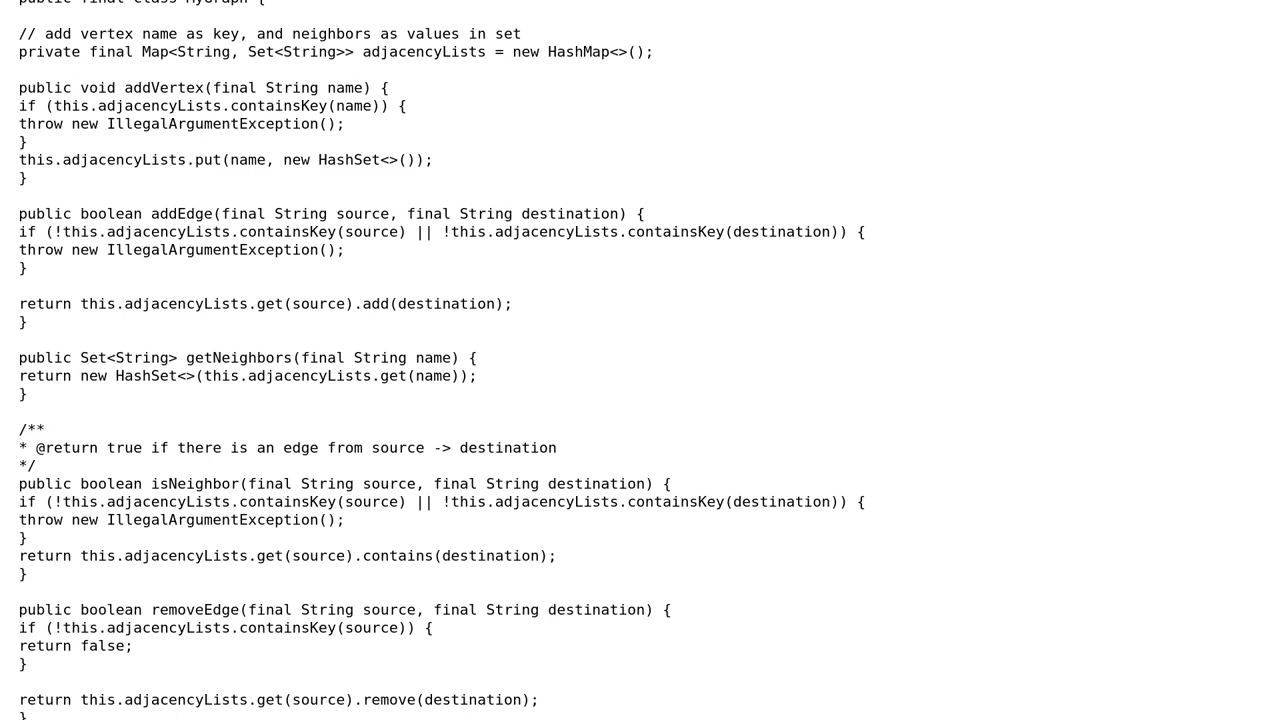 public final class MyGraph {
// add vertex name as key, and neighbors as values in set
private final Map<String, Set<String>> adjacencyLists = new HashMap<>();
public void addVertex(final String name) {
if (this.adjacencyLists.containsKey(name)) {
throw new IllegalArgumentException();
}
this.adjacencyLists.put(name, new HashSet<>());
}
public boolean addEdge(final String source, final String destination) {
if (!this.adjacencyLists.containsKey(source) || !this.adjacencyLists.containsKey(destination)) {
throw new IllegalArgumentException();
}
return this.adjacencyLists.get(source).add(destination);
}
public Set<String> getNeighbors(final String name) {
return new HashSet<>(this.adjacencyLists.get(name));
}
/**
* @return true if there is an edge from source -> destination
*/
public boolean isNeighbor(final String source, final String destination) {
if (!this.adjacencyLists.containsKey(source) || !this.adjacencyLists.containsKey(destination)) {
throw new IllegalArgumentException();
}
return this.adjacencyLists.get(source).contains(destination);
}
public boolean removeEdge(final String source, final String destination) {
if (!this.adjacencyLists.containsKey(source)) {
return false;
}
return this.adjacencyLists.get(source).remove(destination);
}